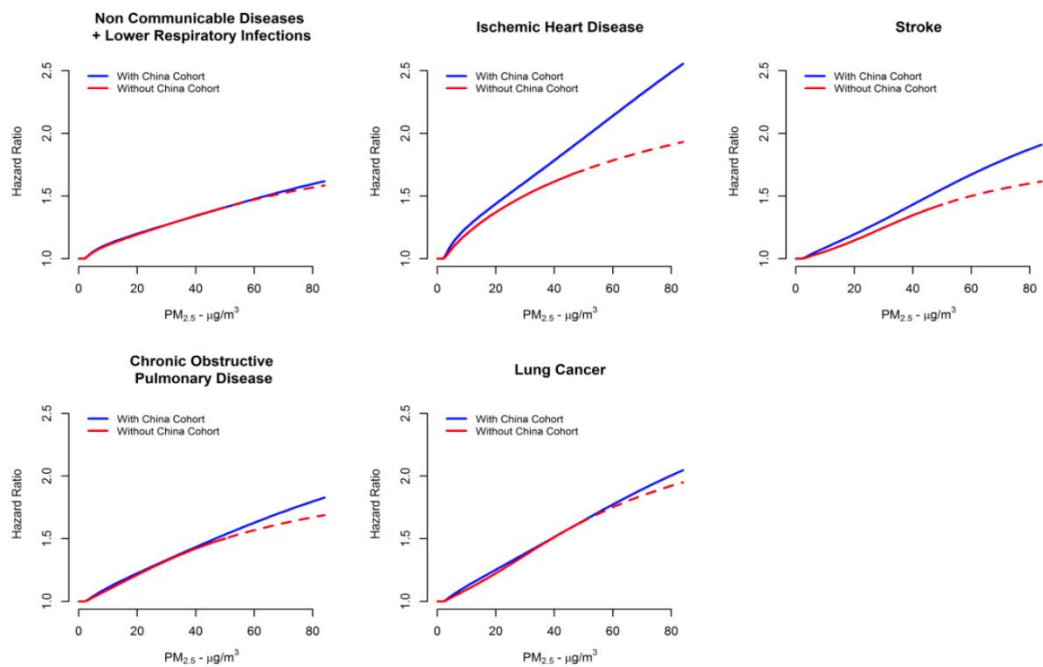 Non Communicable Diseases
+ Lower Respiratory Infections
2.5
2.0
1.5
1.0
Hazard Ratio
With China Cohort
Without China Cohort
0 20 40 60 80
PM2.5 - μg/m3
Ischemic Heart Disease
2.5
2.0
1.5
1.0
Hazard Ratio
With China Cohort
Without China Cohort
0 20 40 60 80
PM2.5 - μg/m3
Stroke
2.5
2.0
1.5
1.0
Hazard Ratio
With China Cohort
Without China Cohort
0 20 40 60 80
PM2.5 - μg/m3
Chronic Obstructive
Pulmonary Disease
2.5
2.0
1.5
1.0
Hazard Ratio
With China Cohort
Without China Cohort
0 20 40 60 80
PM2.5 - μg/m3
Lung Cancer
2.5
2.0
1.5
1.0
Hazard Ratio
With China Cohort
Without China Cohort
0 20 40 60 80
PM2.5 - μg/m3